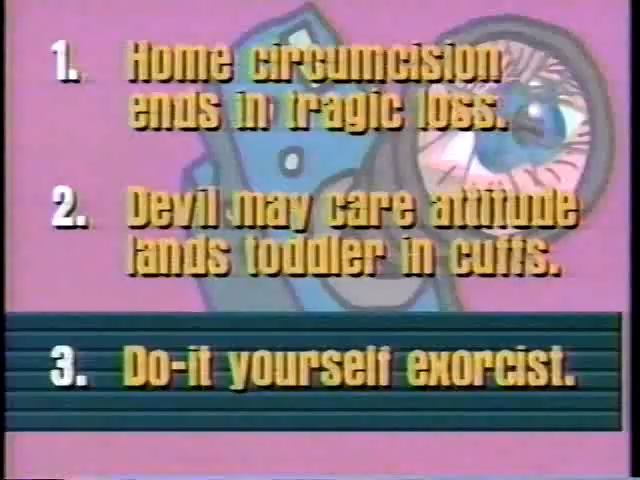 1. Home circumcision
ends in tragic loss.
2. Devil may care attitude
lands toddler in cuffs.
3. Do-it yourself exorcist.